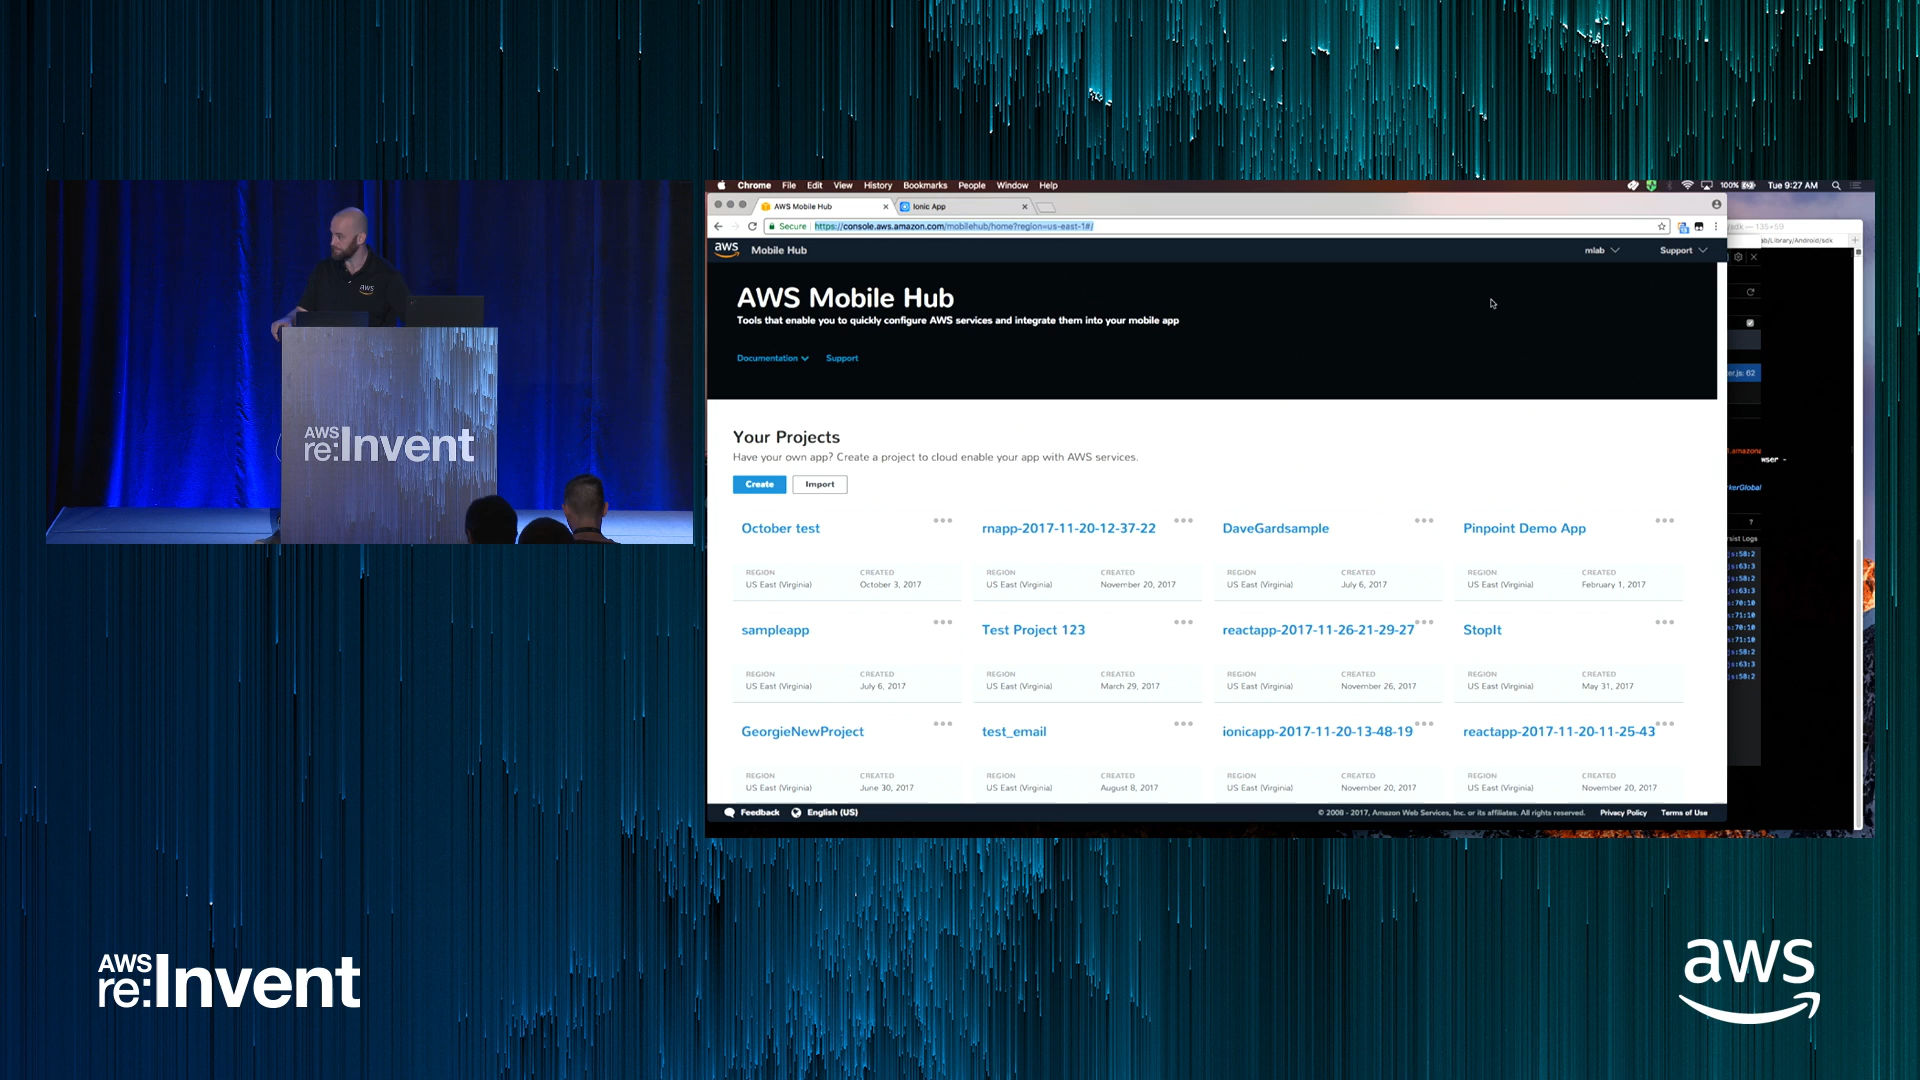 AWS
re:Invent
Chrome File Edit View History Bookmarks People Window Help
100% Tue 9:27 AM
AWS Mobile Hub
Ionic App
Secure https://console.aws.amazon.com/mobilehub/home?region=us-east-1#/
aws Mobile Hub
mlab Support
AWS Mobile Hub
Tools that enable you to quickly configure AWS services and integrate them into your mobile app
Documentation Support
Your Projects
Have your own app? Create a project to cloud enable your app with AWS services.
Create Import
October test
REGION CREATED
US East (Virginia) October 3, 2017
rnapp-2017-11-20-12-37-22
REGION CREATED
US East (Virginia) November 20, 2017
DaveGardsample
REGION CREATED
US East (Virginia) July 6, 2017
Pinpoint Demo App
REGION CREATED
US East (Virginia) February 1, 2017
sampleapp
REGION CREATED
US East (Virginia) July 6, 2017
Test Project 123
REGION CREATED
US East (Virginia) March 29, 2017
reactapp-2017-11-26-21-29-27
REGION CREATED
US East (Virginia) November 26, 2017
StopIt
REGION CREATED
US East (Virginia) May 31, 2017
GeorgieNewProject
REGION CREATED
US East (Virginia) June 30, 2017
test_email
REGION CREATED
US East (Virginia) August 8, 2017
ionicapp-2017-11-20-13-48-19
REGION CREATED
US East (Virginia) November 20, 2017
reactapp-2017-11-20-11-25-43
REGION CREATED
US East (Virginia) November 20, 2017
Feedback English (US)
© 2008 - 2017, Amazon Web Services, Inc. or its affiliates. All rights reserved. Privacy Policy Terms of Use
AWS
re:Invent
aws